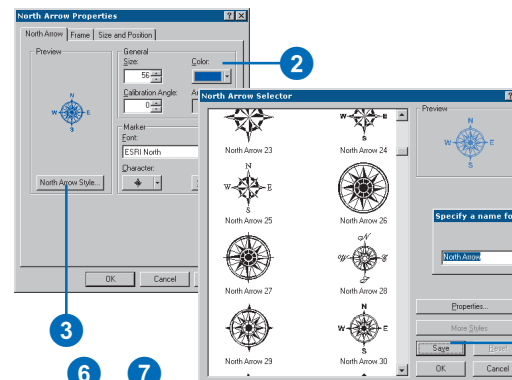 North Arrow Properties
North Arrow Frame Size and Position
Preview
N
W E
S
North Arrow Style...
General
Size:
56
Color:
Calibration Angle:
0
Marker
Font:
ESRI North
Character:
OK Cancel
2
3
6 7
North Arrow Selector
North Arrow 23 North Arrow 24
North Arrow 25 North Arrow 26
North Arrow 27 North Arrow 28
North Arrow 29 North Arrow 30
Preview
N
W E
S
Specify a name fo
North Arrow
Properties...
More Styles
Save Reset
OK Cancel